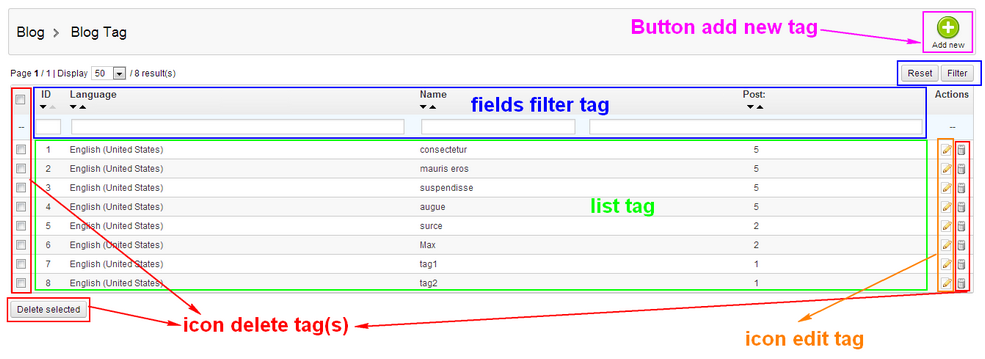 Blog > Blog Tag
Button add new tag
Add new
Page 1 / 1 | Display 50 / 8 result(s)
Reset Filter
ID Language Name Post: Actions
fields filter tag
-- --
1 English (United States) consectetur 5
2 English (United States) mauris eros 5
3 English (United States) suspendisse 5
4 English (United States) augue 5
list tag
5 English (United States) surce 2
6 English (United States) Max 2
7 English (United States) tag1 1
8 English (United States) tag2 1
Delete selected
icon delete tag(s)
icon edit tag